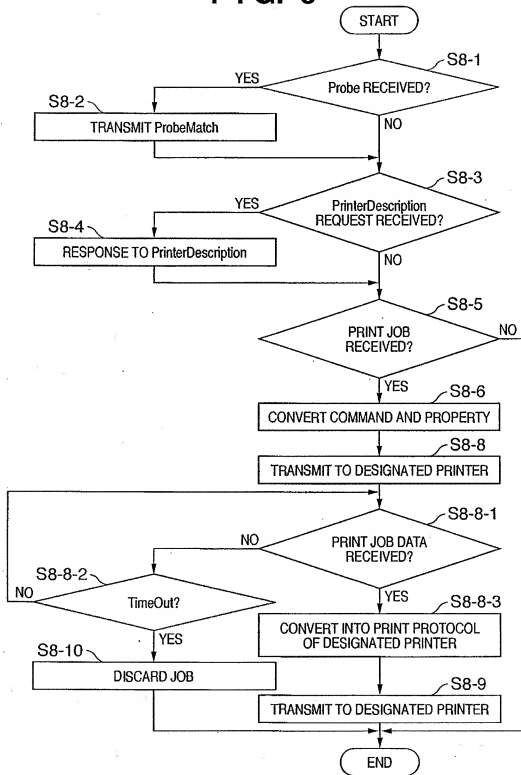 START
S8-1
YES
Probe RECEIVED?
S8-2
TRANSMIT ProbeMatch
NO
S8-3
YES
PrinterDescription
REQUEST RECEIVED?
S8-4
RESPONSE TO PrinterDescription
NO
S8-5
PRINT JOB
RECEIVED?
NO
YES
S8-6
CONVERT COMMAND AND PROPERTY
S8-8
TRANSMIT TO DESIGNATED PRINTER
S8-8-1
NO
PRINT JOB DATA
RECEIVED?
S8-8-2
NO
TimeOut?
YES
S8-8-3
YES
CONVERT INTO PRINT PROTOCOL
OF DESIGNATED PRINTER
S8-10
DISCARD JOB
S8-9
TRANSMIT TO DESIGNATED PRINTER
END